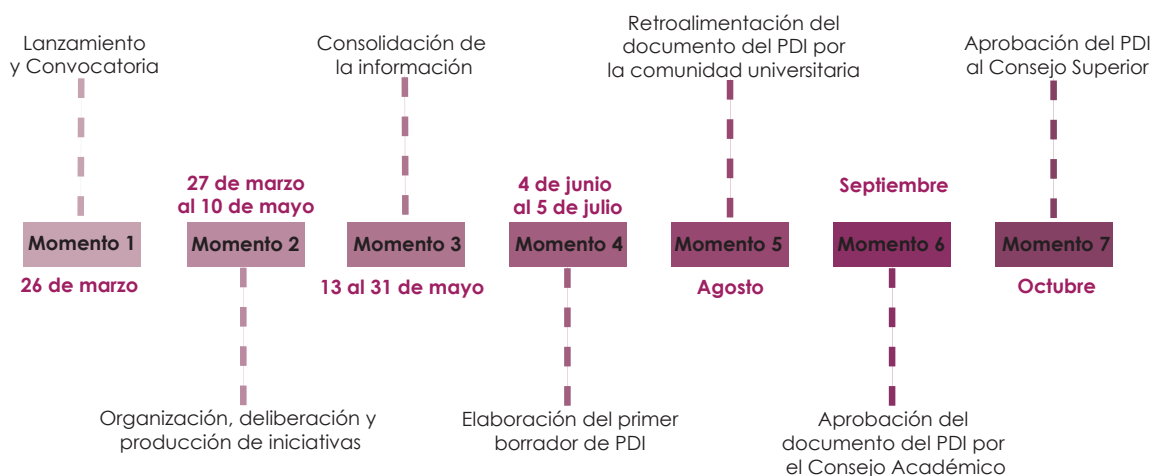 Lanzamiento
y Convocatoria
Momento 1
26 de marzo
27 de marzo
al 10 de mayo
Momento 2
Organización, deliberación y
producción de iniciativas
Consolidación de
la información
Momento 3
13 al 31 de mayo
4 de junio
al 5 de julio
Momento 4
Elaboración del primer
borrador de PDI
Retroalimentación del
documento del PDI por
la comunidad universitaria
Momento 5
Agosto
Septiembre
Momento 6
Aprobación del
documento del PDI por
el Consejo Académico
Aprobación del PDI
al Consejo Superior
Momento 7
Octubre